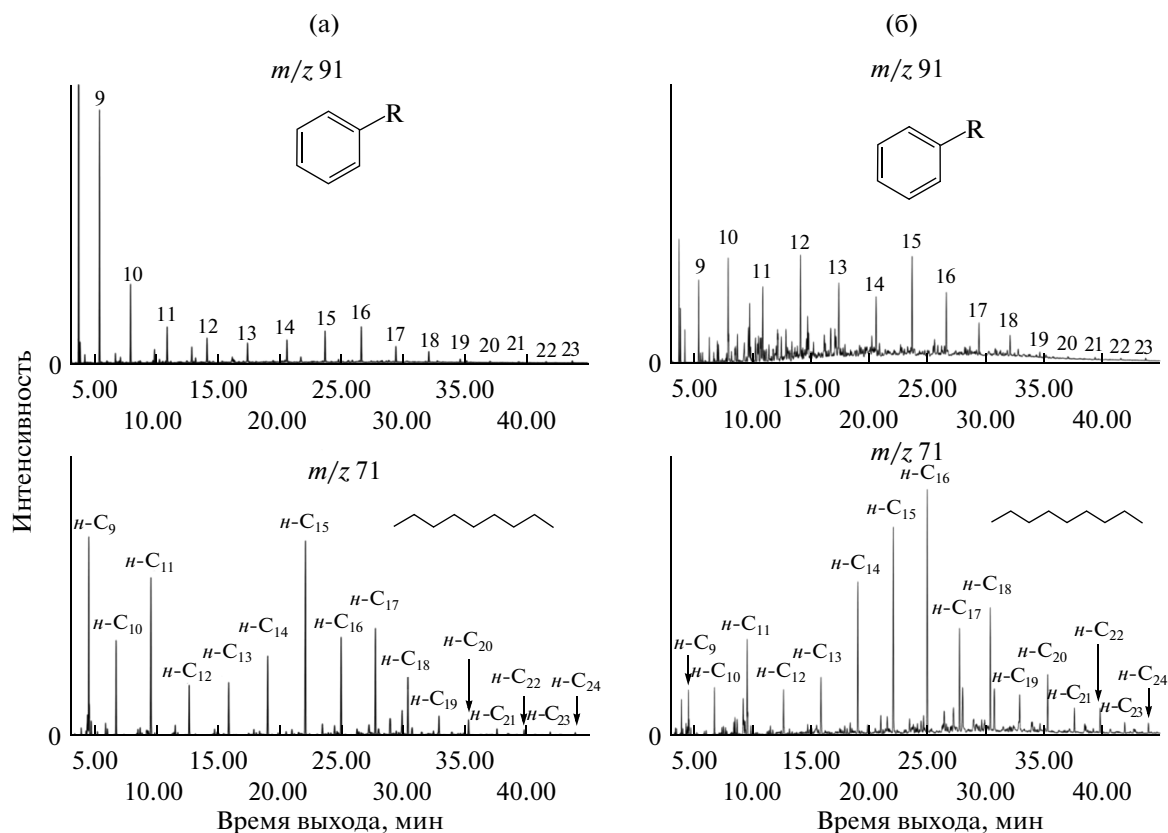 (а)
m/z 91
R
9
10
11
12
13
14
15
16
17
18
19
20
21
22
23
0
5.00 15.00 25.00 35.00
10.00 20.00 30.00 40.00
(б)
m/z 91
R
9
10
11
12
13
14
15
16
17
18
19
20
21
22
23
0
5.00 15.00 25.00 35.00
10.00 20.00 30.00 40.00
Интенсивность
m/z 71
н-C9
н-C10
н-C11
н-C12
н-C13
н-C14
н-C15
н-C16
н-C17
н-C18
н-C19
н-C20
н-C21
н-C22
н-C23
н-C24
0
5.00 15.00 25.00 35.00
10.00 20.00 30.00 40.00
Время выхода, мин
m/z 71
н-C9
н-C10
н-C11
н-C12
н-C13
н-C14
н-C15
н-C16
н-C17
н-C18
н-C19
н-C20
н-C21
н-C22
н-C23
н-C24
0
5.00 15.00 25.00 35.00
10.00 20.00 30.00 40.00
Время выхода, мин